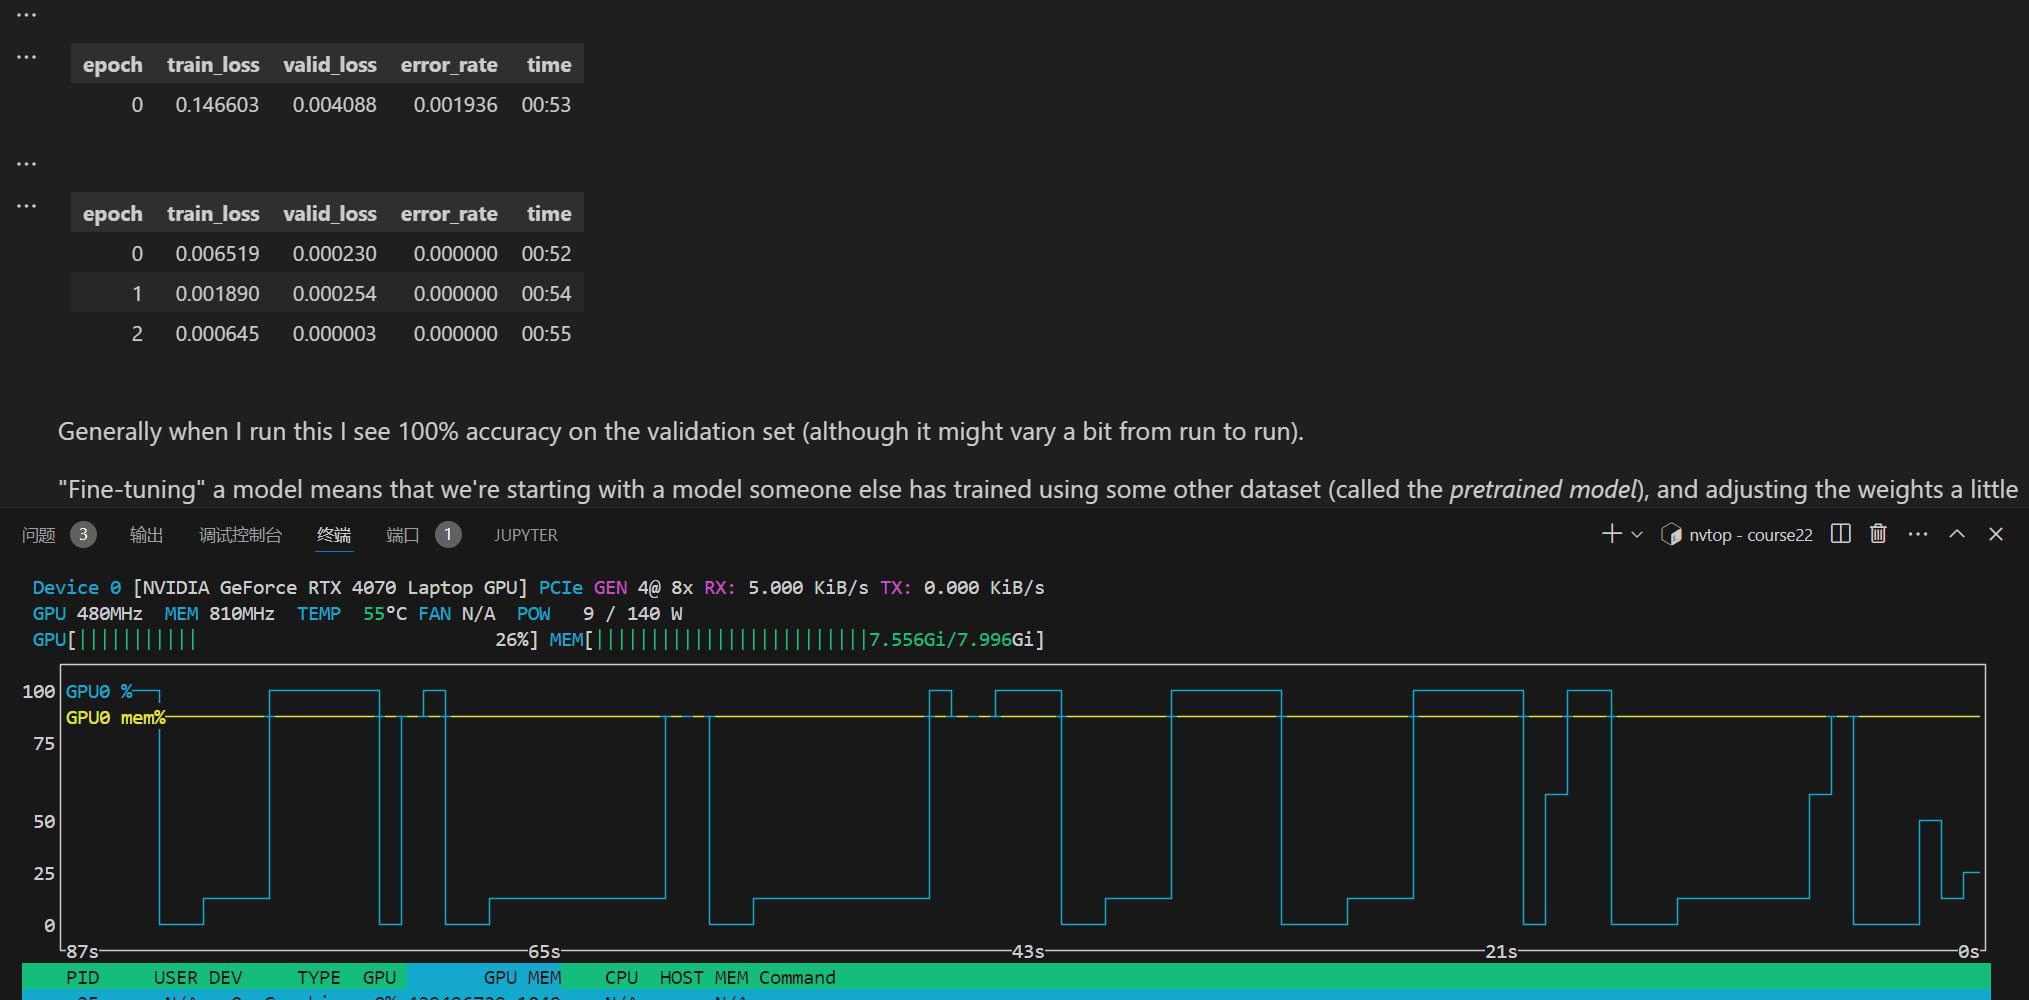 ...
... epoch train_loss valid_loss error_rate time
0 0.146603 0.004088 0.001936 00:53
...
... epoch train_loss valid_loss error_rate time
0 0.006519 0.000230 0.000000 00:52
1 0.001890 0.000254 0.000000 00:54
2 0.000645 0.000003 0.000000 00:55
Generally when I run this I see 100% accuracy on the validation set (although it might vary a bit from run to run).
"Fine-tuning" a model means that we're starting with a model someone else has trained using some other dataset (called the pretrained model), and adjusting the weights a little
问题 3 输出 调试控制台 终端 端口 1 JUPYTER nvtop - course22
Device 0 [NVIDIA GeForce RTX 4070 Laptop GPU] PCIe GEN 4@ 8x RX: 5.000 KiB/s TX: 0.000 KiB/s
GPU 480MHz MEM 810MHz TEMP 55°C FAN N/A POW 9 / 140 W
GPU[||||||||||| 26%] MEM[|||||||||||||||||||||||||7.556Gi/7.996Gi]
100 GPU0 %
GPU0 mem%
75
50
25
0
87s 65s 43s 21s 0s
PID USER DEV TYPE GPU GPU MEM CPU HOST MEM Command